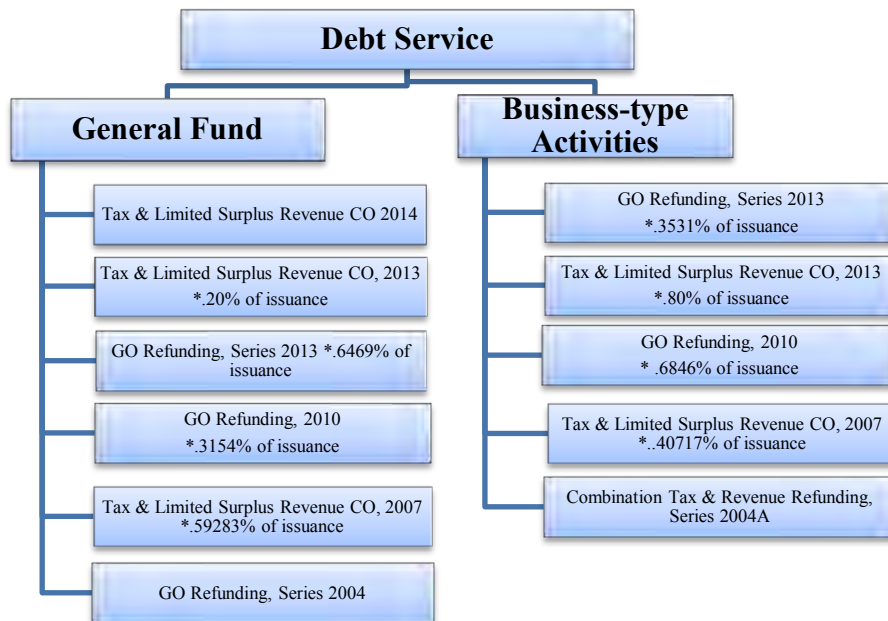 Debt Service
General Fund
Tax & Limited Surplus Revenue CO 2014
Tax & Limited Surplus Revenue CO, 2013
*.20% of issuance
GO Refunding, Series 2013 *.6469% of
issuance
GO Refunding, 2010
*.3154% of issuance
Tax & Limited Surplus Revenue CO, 2007
*.59283% of issuance
GO Refunding, Series 2004
Business-type
Activities
GO Refunding, Series 2013
*.3531% of issuance
Tax & Limited Surplus Revenue CO, 2013
*.80% of issuance
GO Refunding, 2010
* .6846% of issuance
Tax & Limited Surplus Revenue CO, 2007
*..40717% of issuance
Combination Tax & Revenue Refunding,
Series 2004A